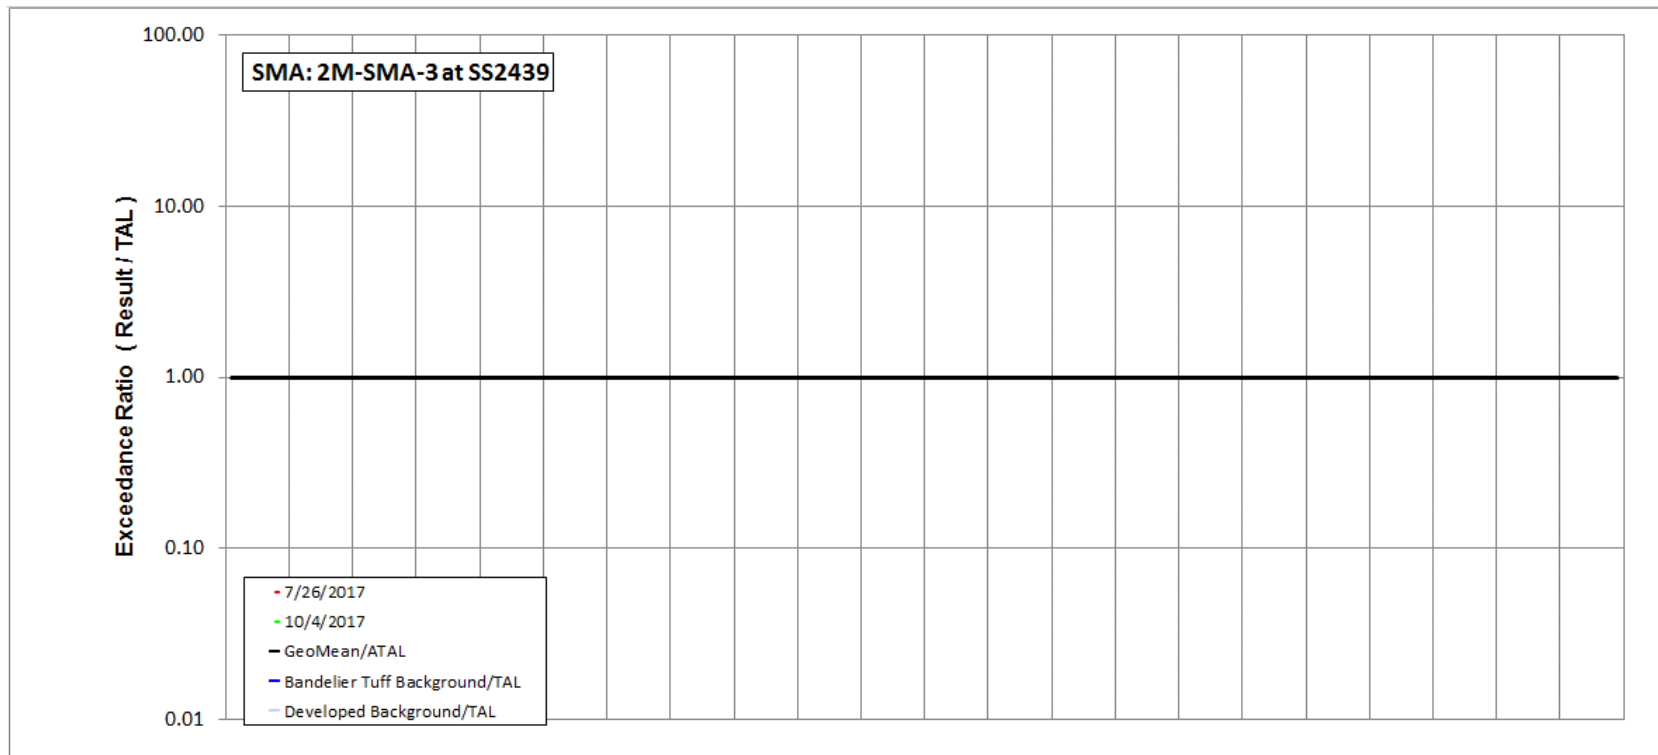 100.00
SMA: 2M-SMA-3 at SS2439
10.00
Exceedance Ratio ( Result / TAL )
1.00
0.10
7/26/2017
10/4/2017
GeoMean/ATAL
Bandelier Tuff Background/TAL
Developed Background/TAL
0.01